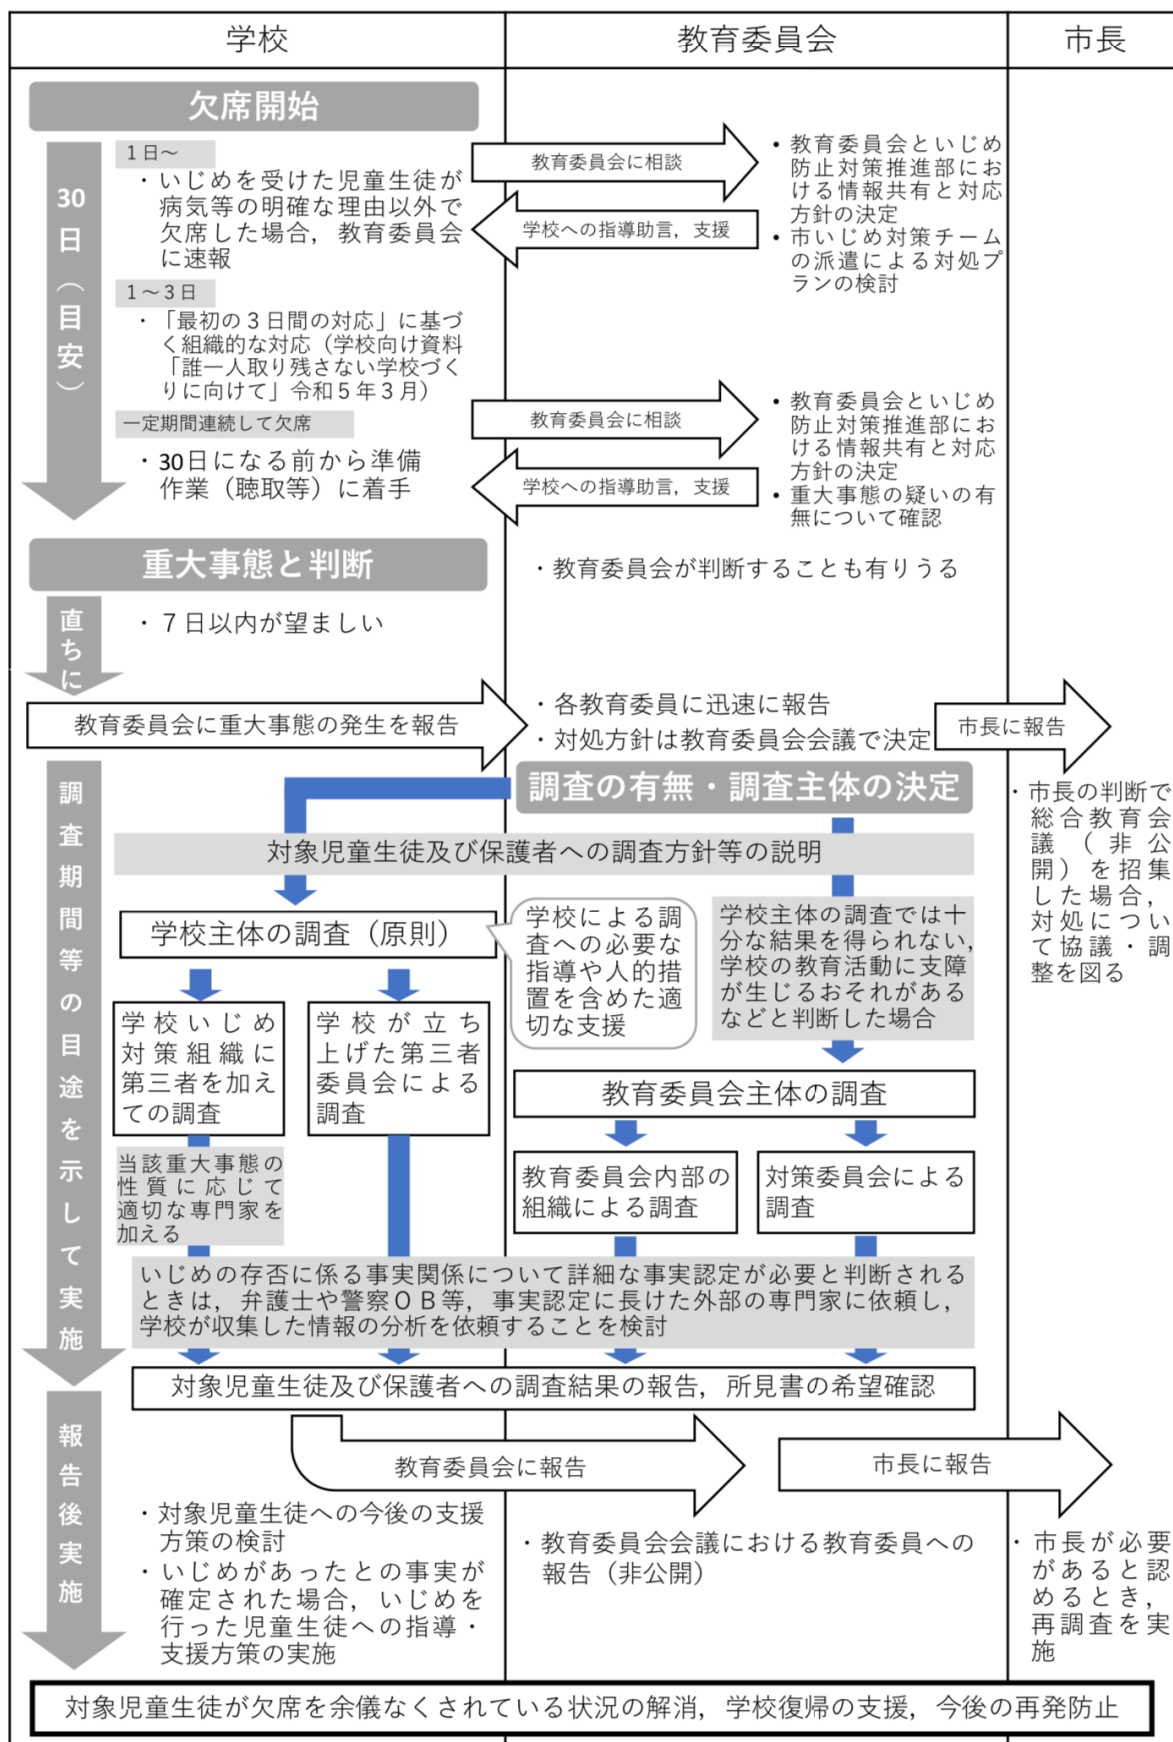 学校
教育委員会
市長
欠席開始
30日（目安）
1日～
・いじめを受けた児童生徒が
病気等の明確な理由以外で
欠席した場合，教育委員会
に速報
教育委員会に相談
学校への指導助言，支援
• 教育委員会といじめ
防止対策推進部にお
ける情報共有と対応
方針の決定
• 市いじめ対策チーム
の派遣による対処プ
ランの検討
1～3日
・「最初の3日間の対応」に基づ
く組織的な対応（学校向け資料
「誰一人取り残さない学校づく
りに向けて」令和5年3月）
一定期間連続して欠席
・30日になる前から準備
作業（聴取等）に着手
教育委員会に相談
学校への指導助言，支援
• 教育委員会といじめ
防止対策推進部にお
ける情報共有と対応
方針の決定
• 重大事態の疑いの有
無について確認
重大事態と判断
・教育委員会が判断することも有りうる
直ちに
・7日以内が望ましい
教育委員会に重大事態の発生を報告
・各教育委員に迅速に報告
・対処方針は教育委員会会議で決定
市長に報告
調査期間等の目途を示して実施
調査の有無・調査主体の決定
・市長の判断で
総合教育会
議（非公
開）を招集
した場合，
対処につい
て協議・調
整を図る
対象児童生徒及び保護者への調査方針等の説明
学校主体の調査（原則）
学校による調
査への必要な
指導や人的措
置を含めた適
切な支援
学校主体の調査では十
分な結果を得られない，
学校の教育活動に支障
が生じるおそれがある
などと判断した場合
学校いじめ
対策組織に
第三者を加え
ての調査
学校が立ち
上げた第三者
委員会による
調査
教育委員会主体の調査
当該重大事態の
性質に応じて
適切な専門家を
加える
教育委員会内部の
組織による調査
対策委員会による
調査
いじめの存否に係る事実関係について詳細な事実認定が必要と判断される
ときは，弁護士や警察ＯＢ等，事実認定に長けた外部の専門家に依頼し，
学校が収集した情報の分析を依頼することを検討
対象児童生徒及び保護者への調査結果の報告，所見書の希望確認
報告後実施
教育委員会に報告
市長に報告
・対象児童生徒への今後の支援
方策の検討
・いじめがあったとの事実が
確定された場合，いじめを
行った児童生徒への指導・
支援方策の実施
・教育委員会会議における教育委員への
報告（非公開）
・市長が必要
があると認
めるとき，
再調査を実
施
対象児童生徒が欠席を余儀なくされている状況の解消，学校復帰の支援，今後の再発防止